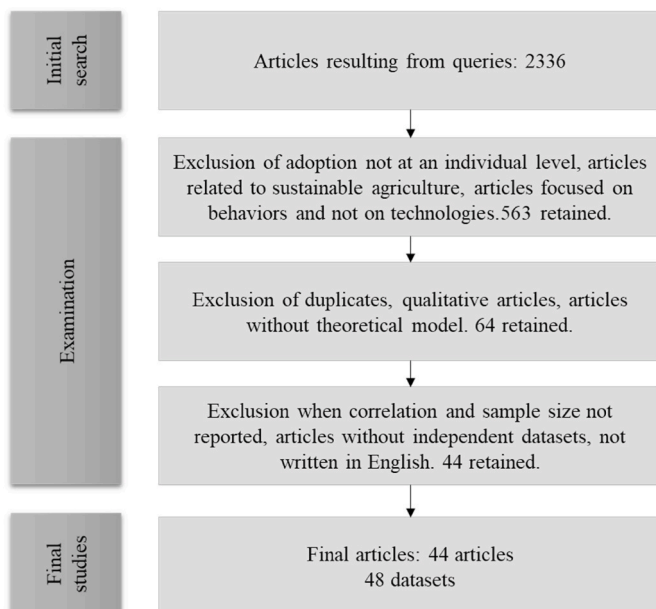 Initial
search
Articles resulting from queries: 2336
Examination
Exclusion of adoption not at an individual level, articles
related to sustainable agriculture, articles focused on
behaviors and not on technologies.563 retained.
Exclusion of duplicates, qualitative articles, articles
without theoretical model. 64 retained.
Exclusion when correlation and sample size not
reported, articles without independent datasets, not
written in English. 44 retained.
Final
studies
Final articles: 44 articles
48 datasets